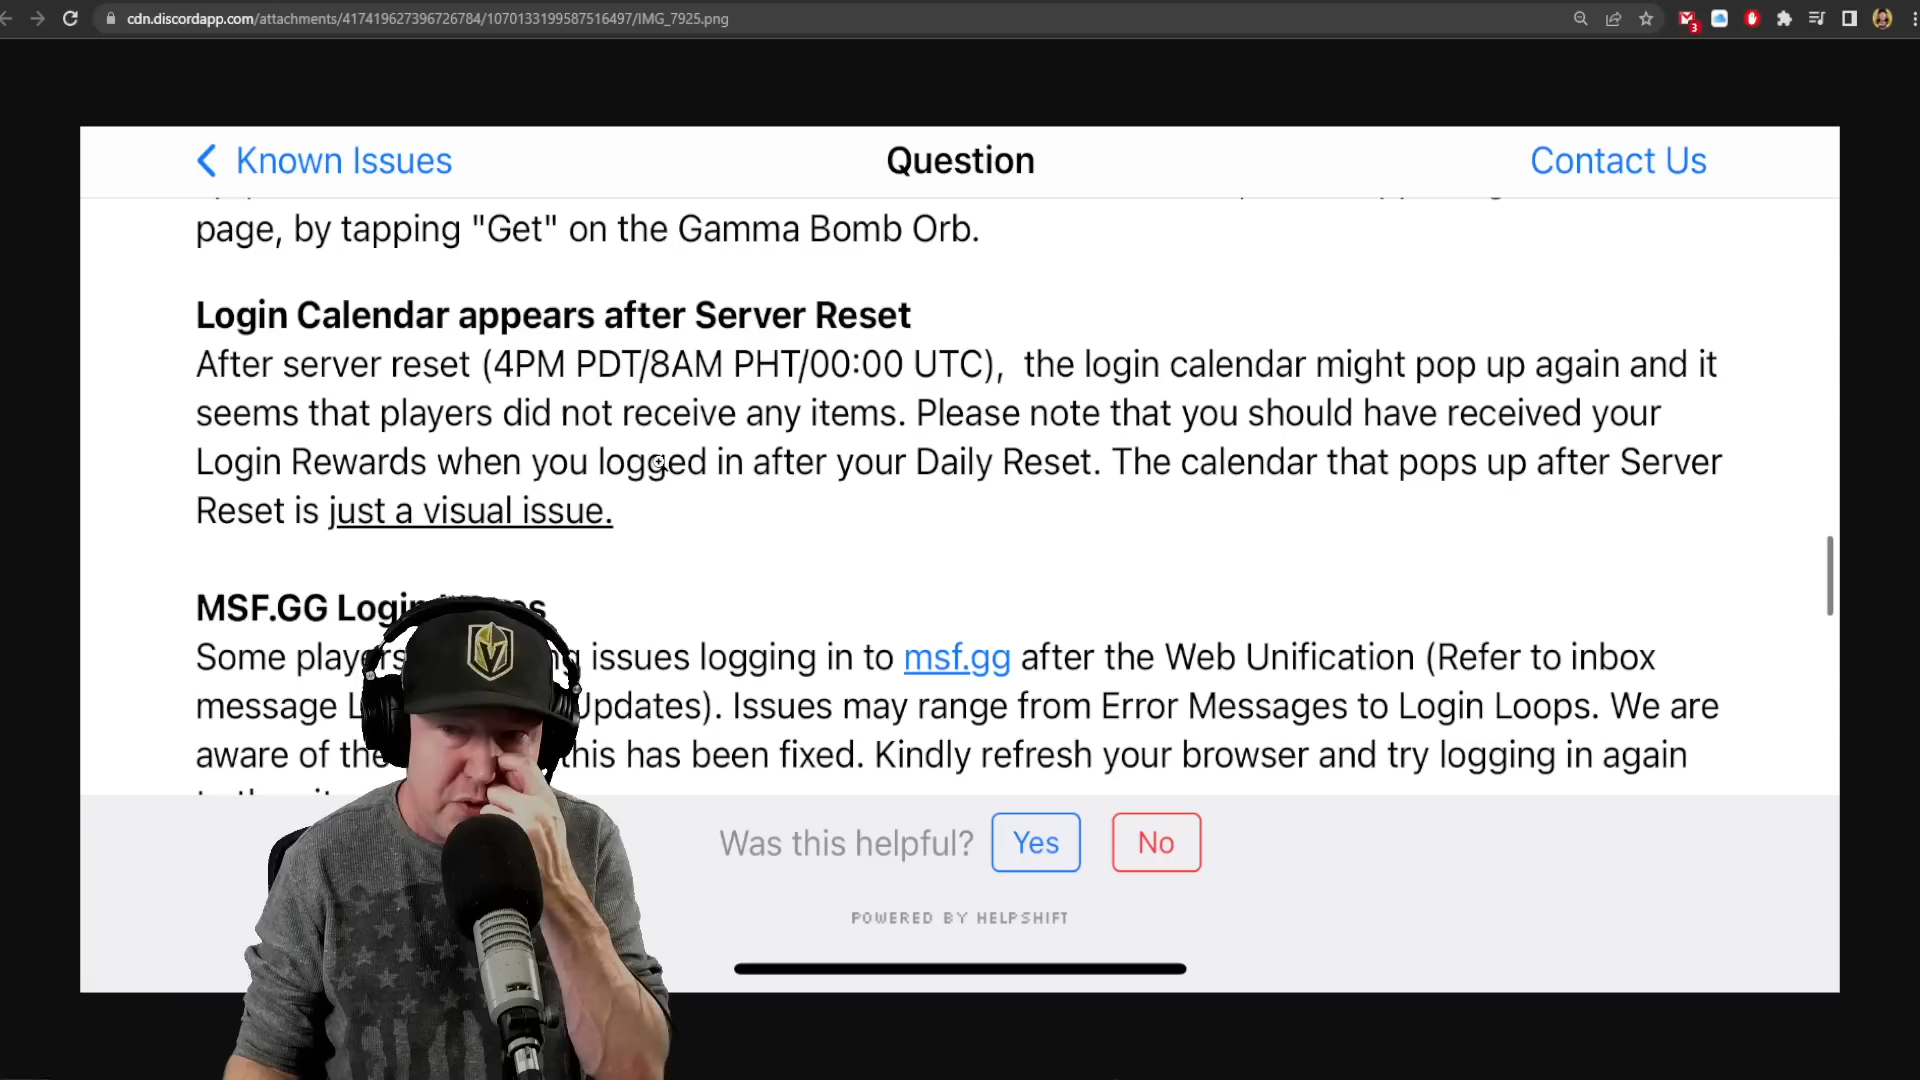 cdn.discordapp.com/attachments/417419627396726784/1070133199587516497/IMG_7925.png
3
Known Issues
Question
Contact Us
page, by tapping "Get" on the Gamma Bomb Orb.
Login Calendar appears after Server Reset
After server reset (4PM PDT/8AM PHT/00:00 UTC), the login calendar might pop up again and it
seems that players did not receive any items. Please note that you should have received your
Login Rewards when you logged in after your Daily Reset. The calendar that pops up after Server
Reset is just a visual issue.
MSF.GG Login
Some players issues logging in to msf.gg after the Web Unification (Refer to inbox
message Updates). Issues may range from Error Messages to Login Loops. We are
aware of the this has been fixed. Kindly refresh your browser and try logging in again
Was this helpful? Yes No
POWERED BY HELPSHIFT